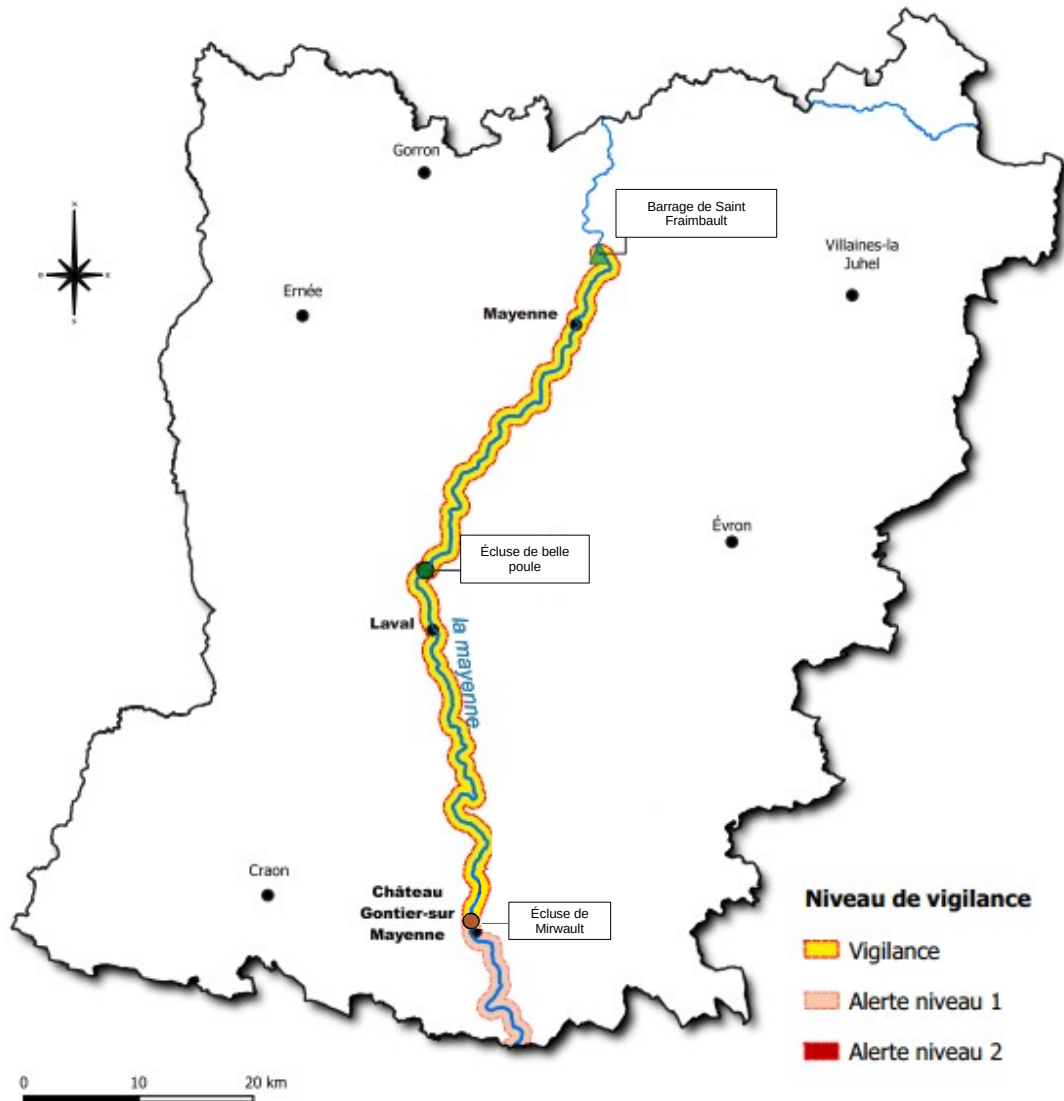 Gorron
Barrage de Saint
Fraimbault
Villaines-la
Juhel
N
O
E
S
Ernée
Mayenne
Évron
Écluse de belle
poule
Laval
la mayenne
Craon
Château
Gontier-sur
Mayenne
Écluse de
Mirwault
Niveau de vigilance
Vigilance
Alerte niveau 1
Alerte niveau 2
0 10 20 km